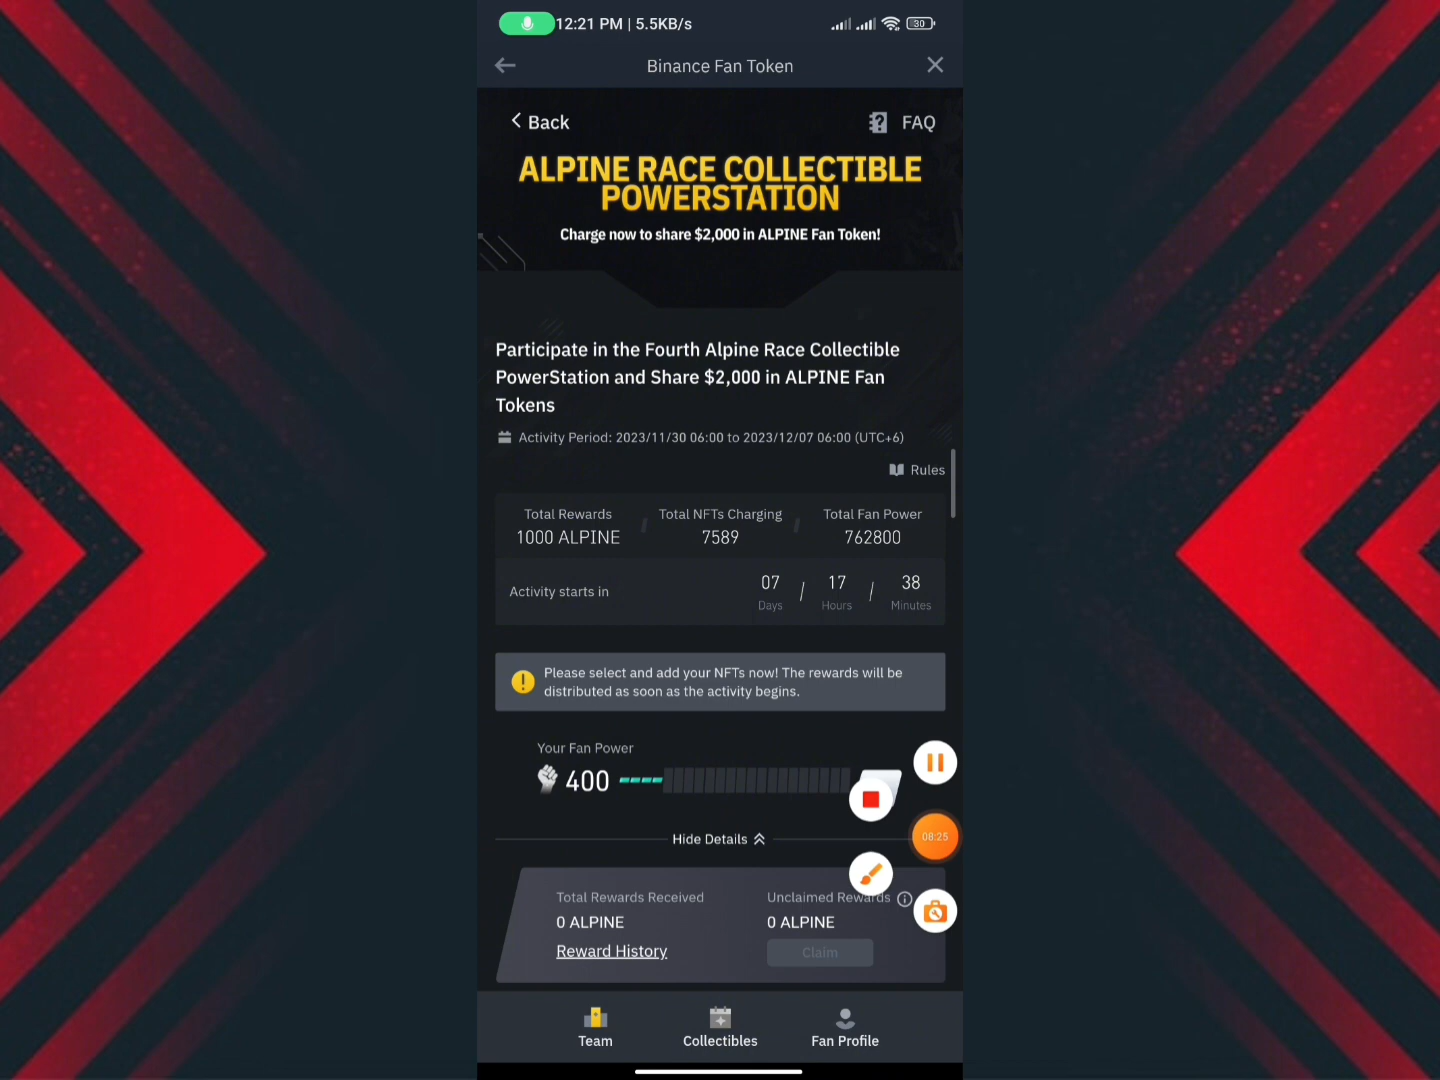 12:21 PM | 5.5KB/s
30
Binance Fan Token
Back
FAQ
ALPINE RACE COLLECTIBLE
POWERSTATION
Charge now to share $2,000 in ALPINE Fan Token!
Participate in the Fourth Alpine Race Collectible
PowerStation and Share $2,000 in ALPINE Fan
Tokens
Activity Period: 2023/11/30 06:00 to 2023/12/07 06:00 (UTC+6)
Rules
Total Rewards / Total NFTs Charging / Total Fan Power
1000 ALPINE 7589 762800
Activity starts in 07 / 17 / 38
Days Hours Minutes
Please select and add your NFTs now! The rewards will be
distributed as soon as the activity begins.
Your Fan Power
400
Hide Details
08:25
Total Rewards Received Unclaimed Rewards
0 ALPINE 0 ALPINE
Reward History Claim
Team Collectibles Fan Profile